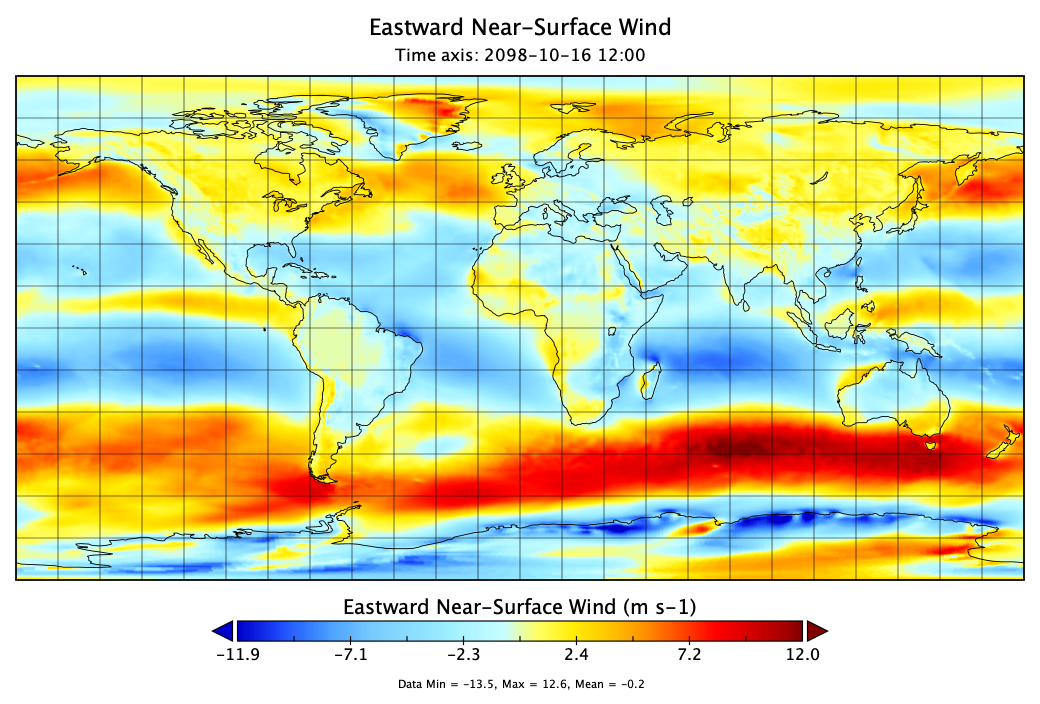 Eastward Near–Surface Wind
Time axis: 2098–10–16 12:00
Eastward Near–Surface Wind (m s–1)
−11.9 −7.1 −2.3 2.4 7.2 12.0
Data Min = −13.5, Max = 12.6, Mean = −0.2